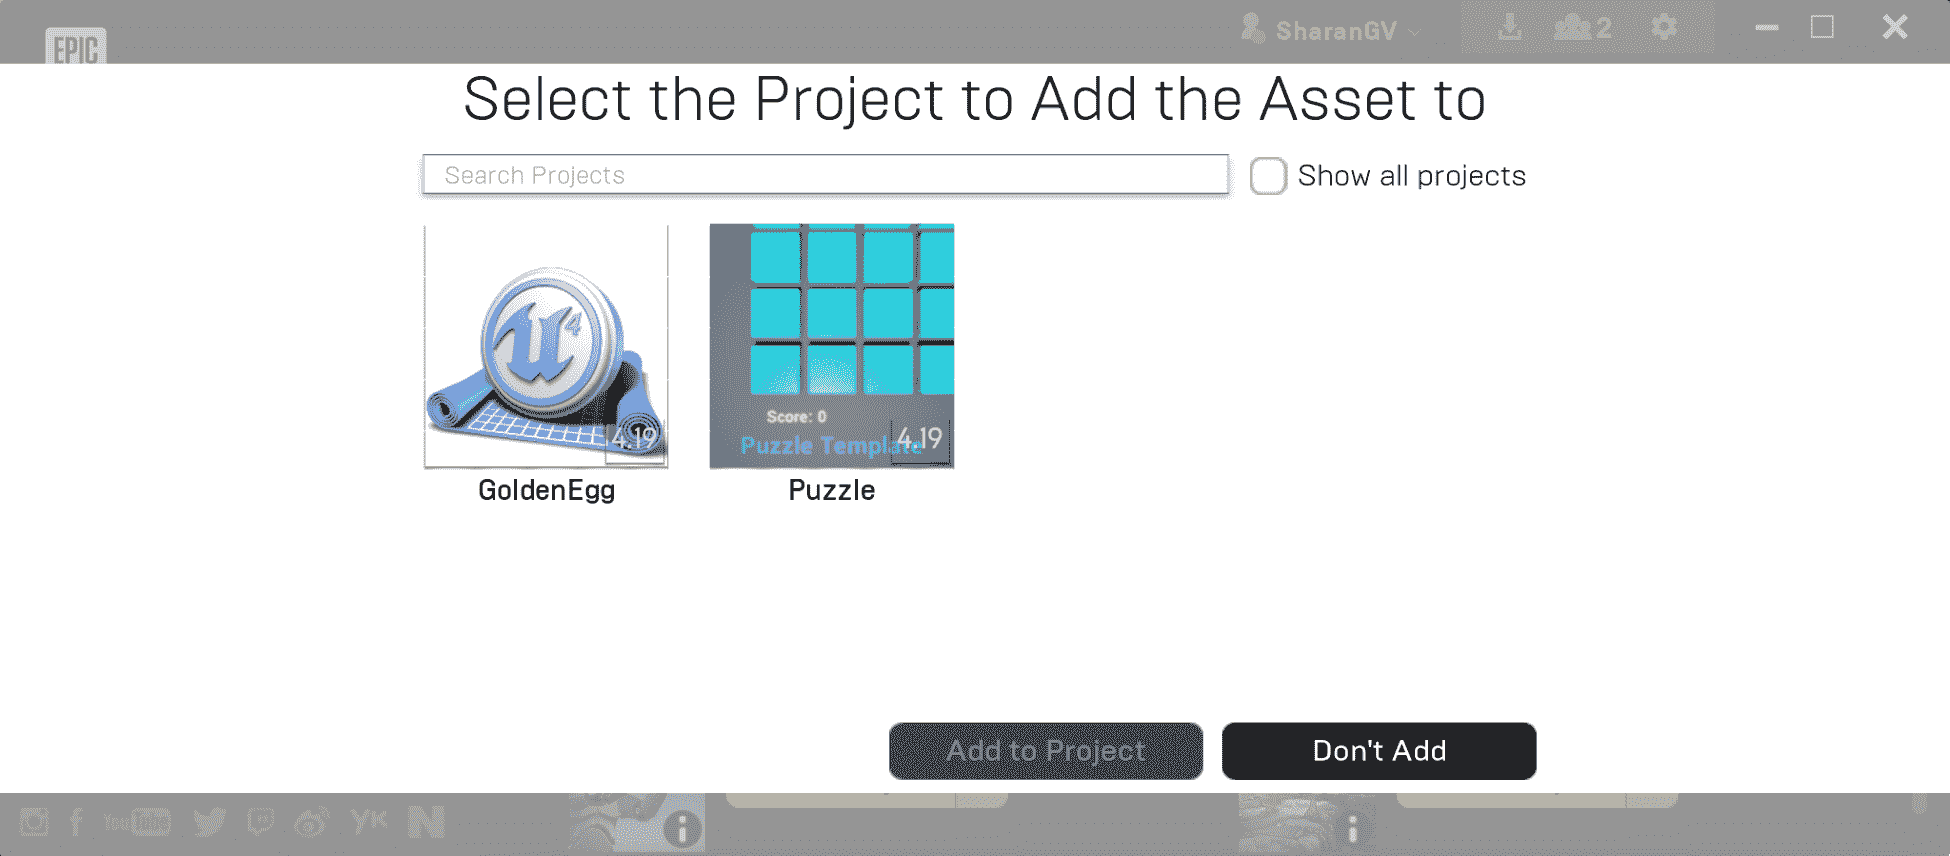 EPIC
SharanGV
2
Select the Project to Add the Asset to
Search Projects
Show all projects
4
4.19
Score: 0
Puzzle Template
4.19
GoldenEgg
Puzzle
Add to Project
Don't Add
YouTube